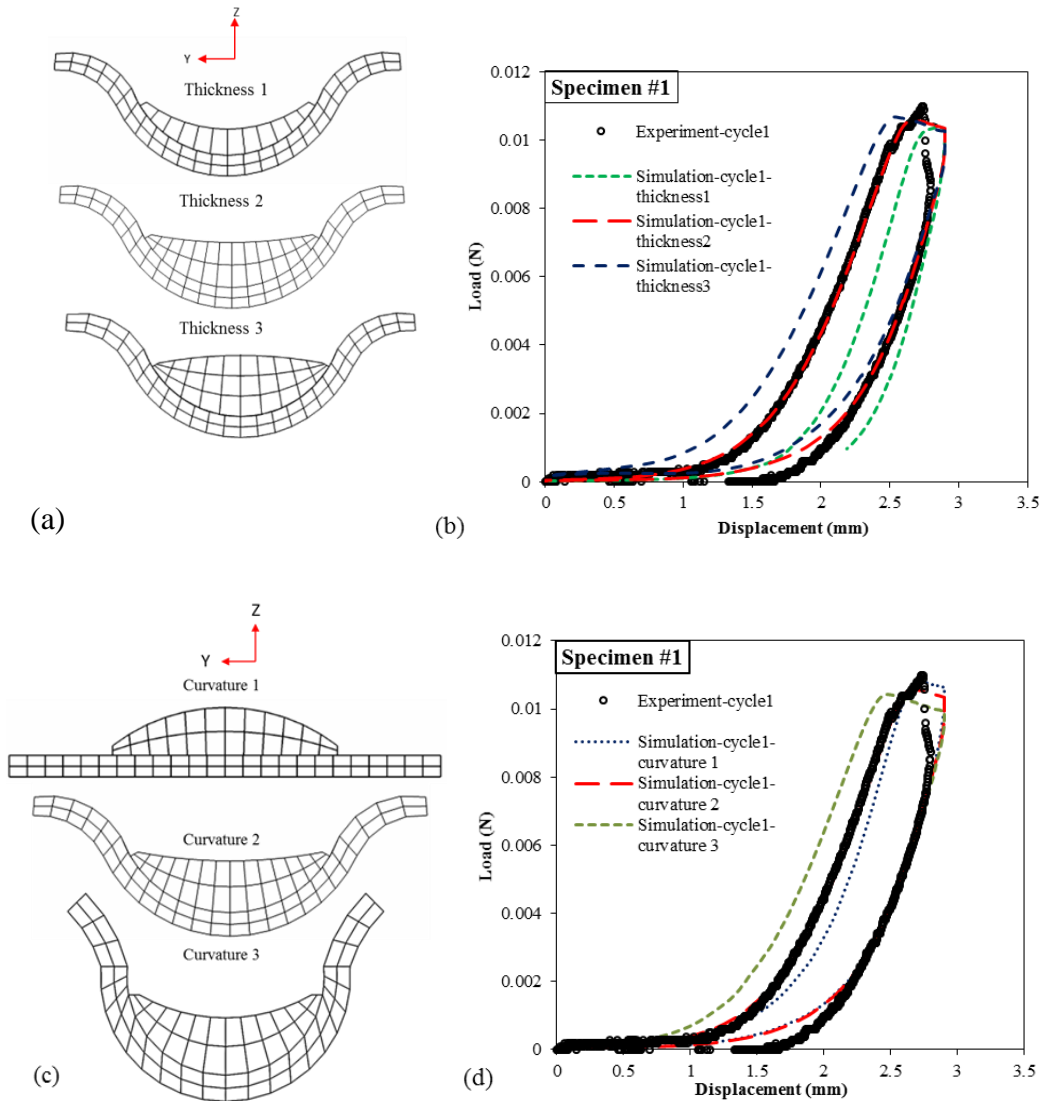 Z
Y
Thickness 1
Thickness 2
Thickness 3
(a)
Specimen #1
Experiment-cycle1
Simulation-cycle1-
thickness1
Simulation-cycle1-
thickness2
Simulation-cycle1-
thickness3
Load (N)
0.012
0.01
0.008
0.006
0.004
0.002
0
0 0.5 1 1.5 2 2.5 3 3.5
Displacement (mm)
(b)
Z
Y
Curvature 1
Curvature 2
Curvature 3
(c)
Specimen #1
Experiment-cycle1
Simulation-cycle1-
curvature 1
Simulation-cycle1-
curvature 2
Simulation-cycle1-
curvature 3
Load (N)
0.012
0.01
0.008
0.006
0.004
0.002
0
0 0.5 1 1.5 2 2.5 3 3.5
Displacement (mm)
(d)